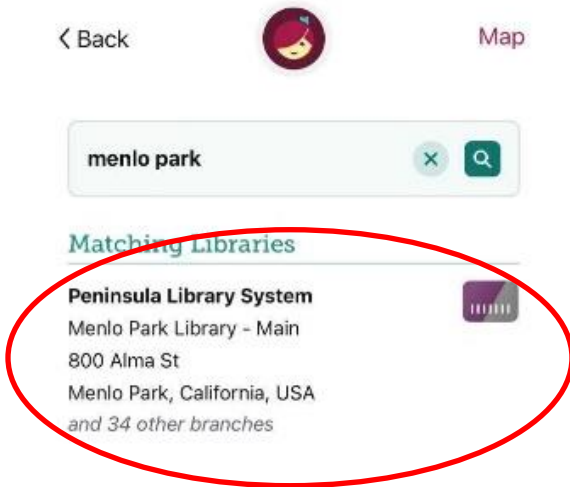 Back
Map
menlo park
Matching Libraries
Peninsula Library System
Menlo Park Library - Main
800 Alma St
Menlo Park, California, USA
and 34 other branches